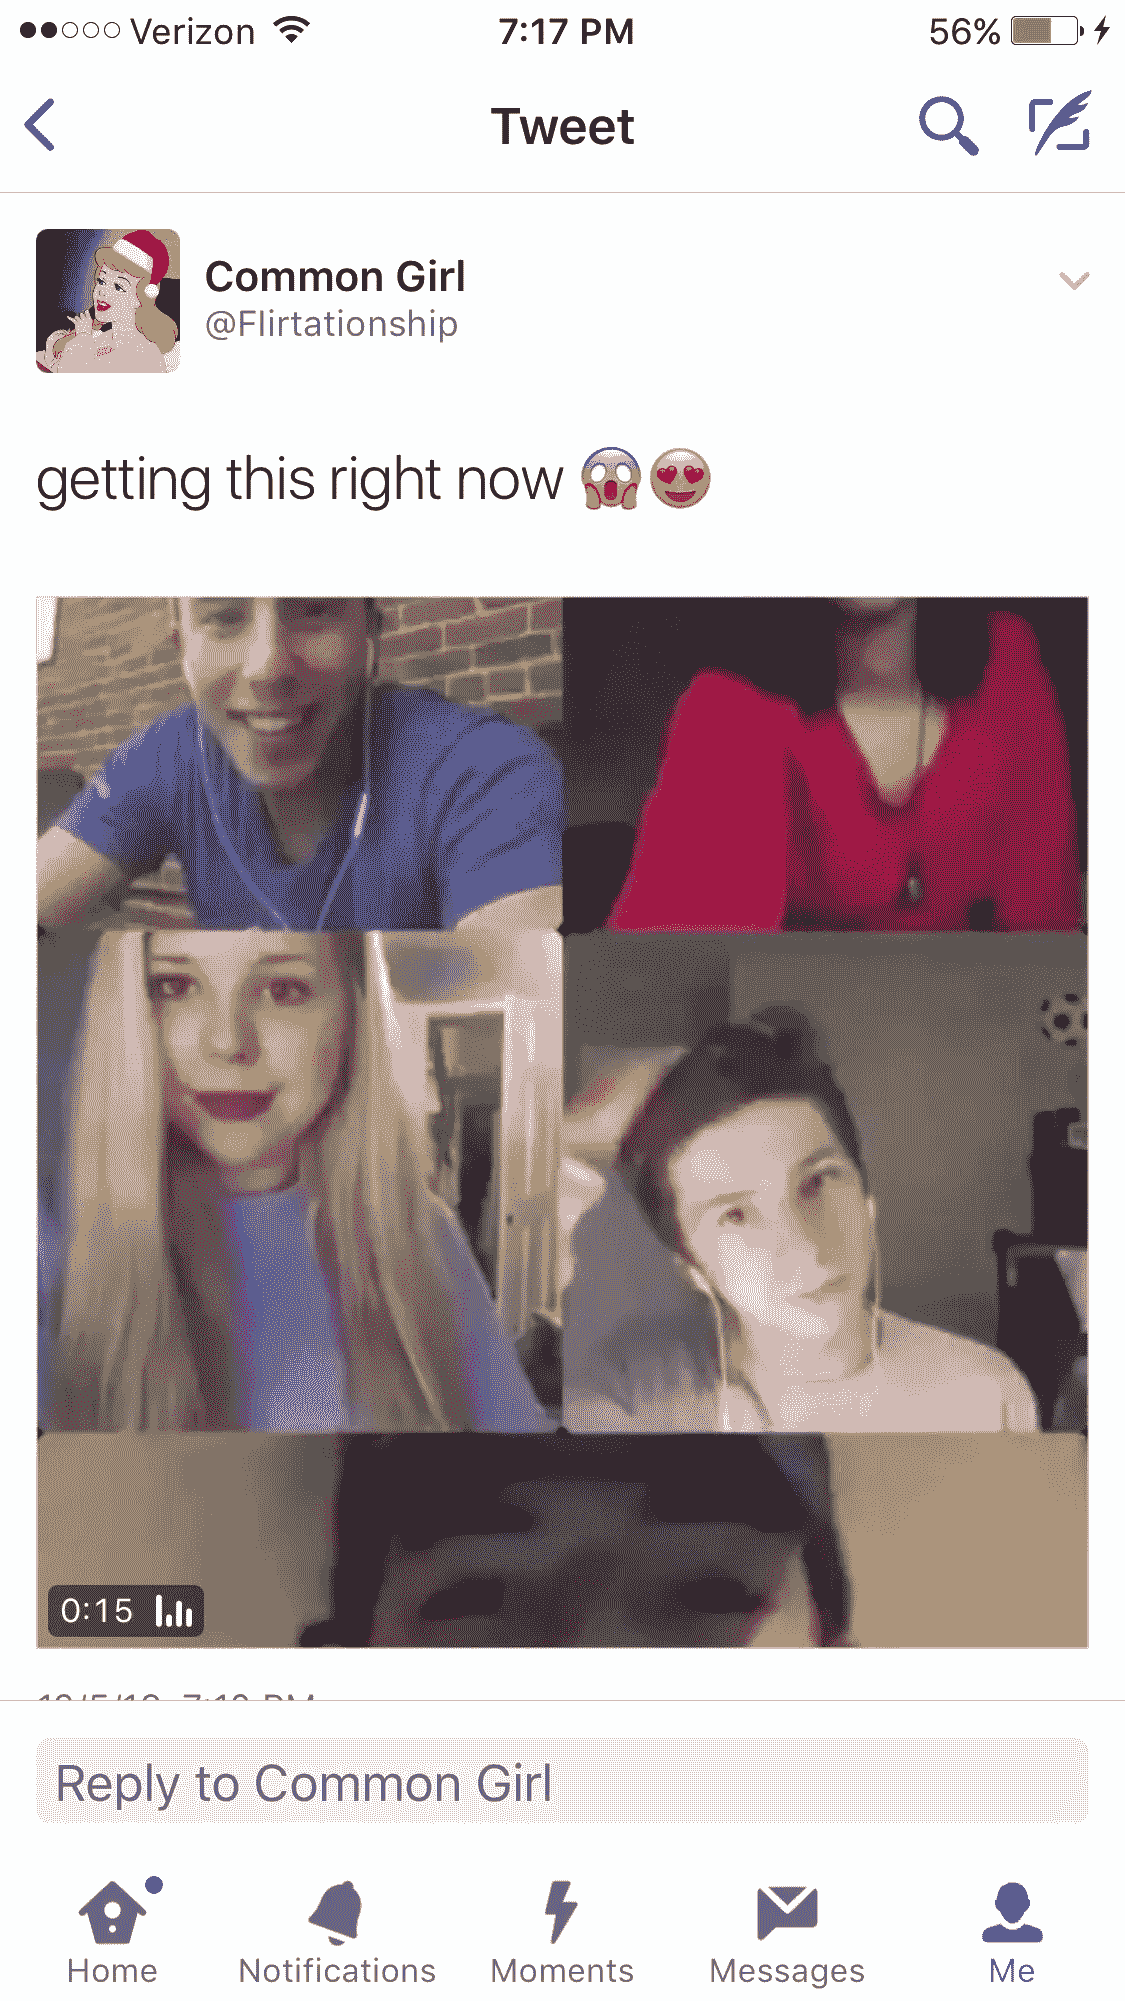 Verizon 7:17 PM 56%
Tweet
Common Girl
@Flirtationship
getting this right now 😱😍
0:15
Reply to Common Girl
Home Notifications Moments Messages Me